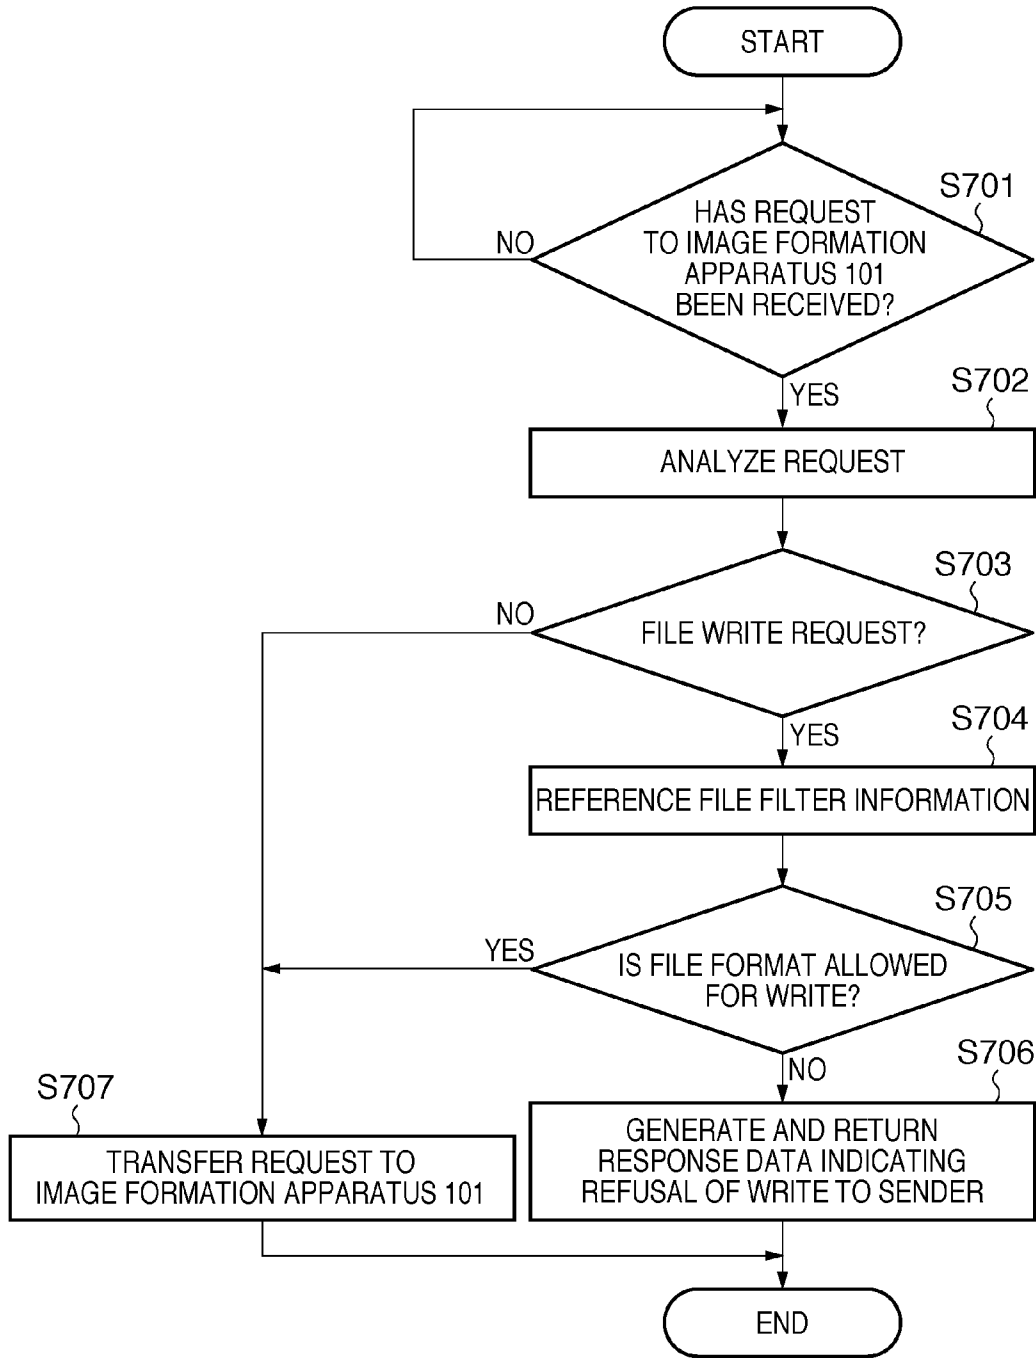 START
S701
HAS REQUEST
TO IMAGE FORMATION
APPARATUS 101
BEEN RECEIVED?
NO
YES
S702
ANALYZE REQUEST
S703
FILE WRITE REQUEST?
NO
YES
S704
REFERENCE FILE FILTER INFORMATION
S705
IS FILE FORMAT ALLOWED
FOR WRITE?
YES
NO
S706
GENERATE AND RETURN
RESPONSE DATA INDICATING
REFUSAL OF WRITE TO SENDER
S707
TRANSFER REQUEST TO
IMAGE FORMATION APPARATUS 101
END